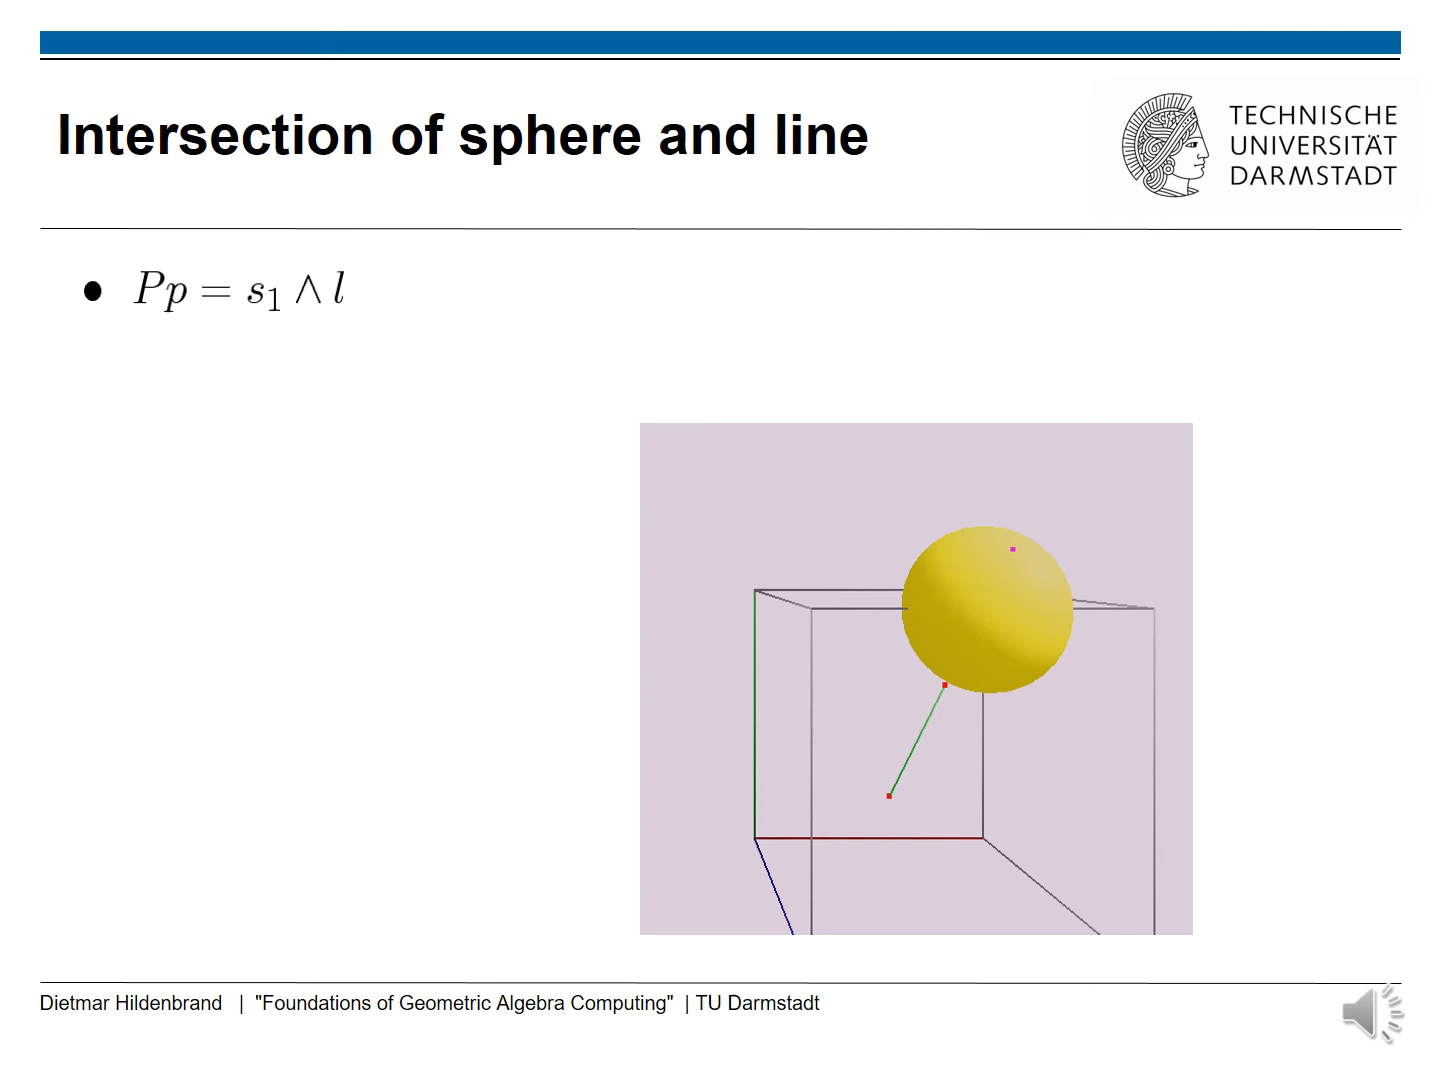 Intersection of sphere and line
TECHNISCHE
UNIVERSITÄT
DARMSTADT
• Pp = s₁ ∧ l
Dietmar Hildenbrand | "Foundations of Geometric Algebra Computing" | TU Darmstadt